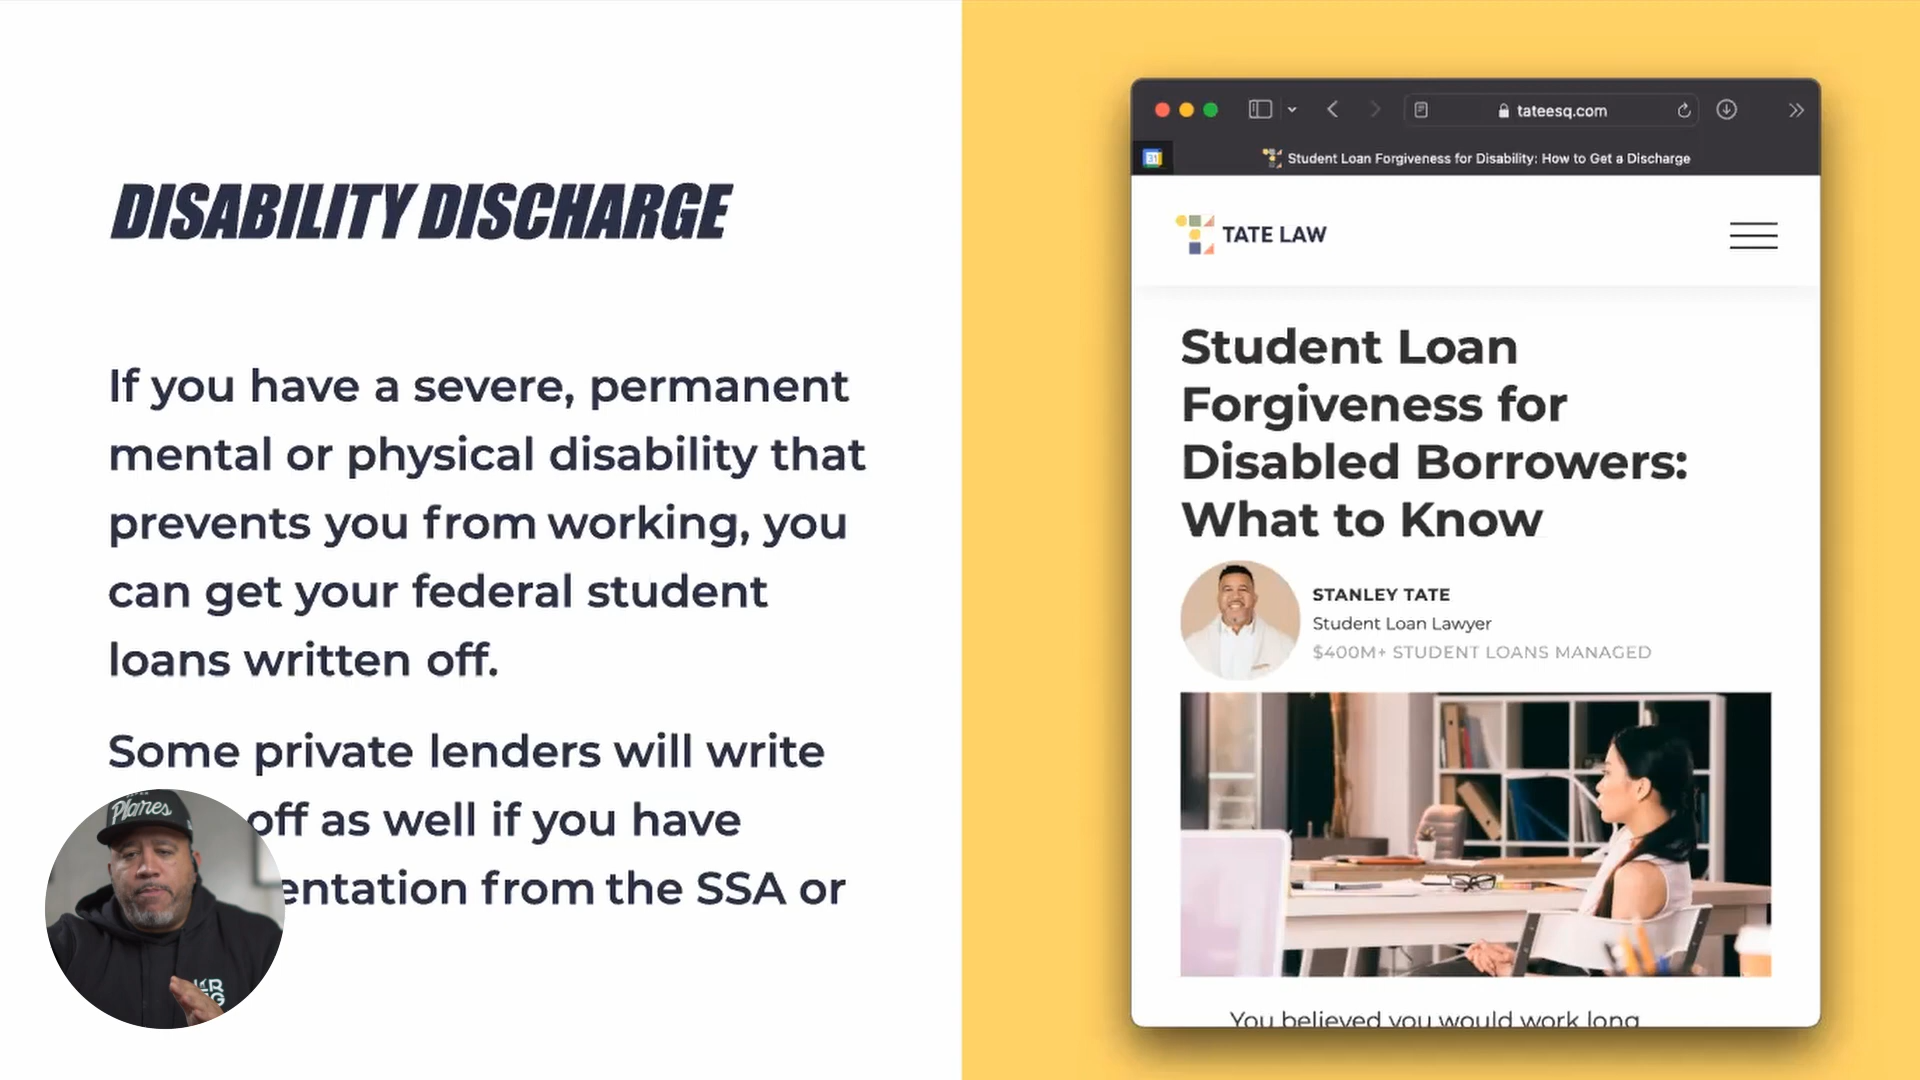 DISABILITY DISCHARGE
If you have a severe, permanent
mental or physical disability that
prevents you from working, you
can get your federal student
loans written off.
Some private lenders will write
off as well if you have
entation from the SSA or
Planes
tateesq.com
31
Student Loan Forgiveness for Disability: How to Get a Discharge
TATE LAW
Student Loan
Forgiveness for
Disabled Borrowers:
What to Know
STANLEY TATE
Student Loan Lawyer
$400M+ STUDENT LOANS MANAGED
You believed you would work long